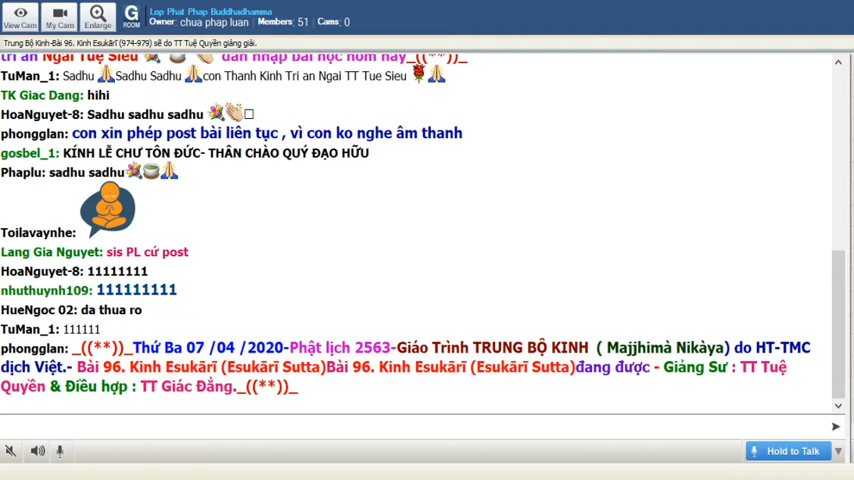 Lop Phat Phap Buddhadhamma
Owner: chua phap luan Members: 51 Cams: 0
View Cam My Cam Enlarge G ROOM
Trung Bộ Kinh-Bài 96. Kinh Esukārī (974-979) sẽ do TT Tuệ Quyền giảng giải.
tri ân Ngài Tuệ Siêu dẫn nhập bài học hôm nay_((**))_
TuMan_1: Sadhu Sadhu Sadhu con Thanh Kinh Tri an Ngai TT Tue Sieu
TK Giac Dang: hihi
HoaNguyet-8: Sadhu sadhu sadhu
phongglan: con xin phép post bài liên tục , vì con ko nghe âm thanh
gosbel_1: KÍNH LỄ CHƯ TÔN ĐỨC- THÂN CHÀO QUÝ ĐẠO HỮU
Phaplu: sadhu sadhu
Toilavaynhe:
Lang Gia Nguyet: sis PL cứ post
HoaNguyet-8: 11111111
nhuthuynh109: 111111111
HueNgoc 02: da thua ro
TuMan_1: 111111
phongglan: _((**))_Thứ Ba 07 /04 /2020-Phật lịch 2563-Giáo Trình TRUNG BỘ KINH ( Majjhimà Nikàya) do HT-TMC
dịch Việt.- Bài 96. Kinh Esukārī (Esukārī Sutta)Bài 96. Kinh Esukārī (Esukārī Sutta)đang được - Giảng Sư : TT Tuệ
Quyền & Điều hợp : TT Giác Đẳng._((**))_
Hold to Talk